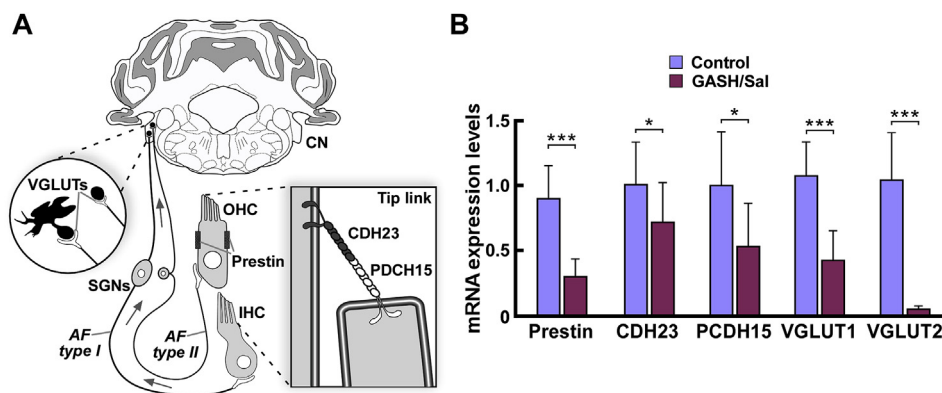 A
CN
VGLUTs
OHC
Prestin
SGNs
IHC
AF
type I
AF
type II
Tip link
CDH23
PDCH15
B
Control
GASH/Sal
mRNA expression levels
1.5
1.0
0.5
0
***
*
*
***
***
Prestin CDH23 PCDH15 VGLUT1 VGLUT2